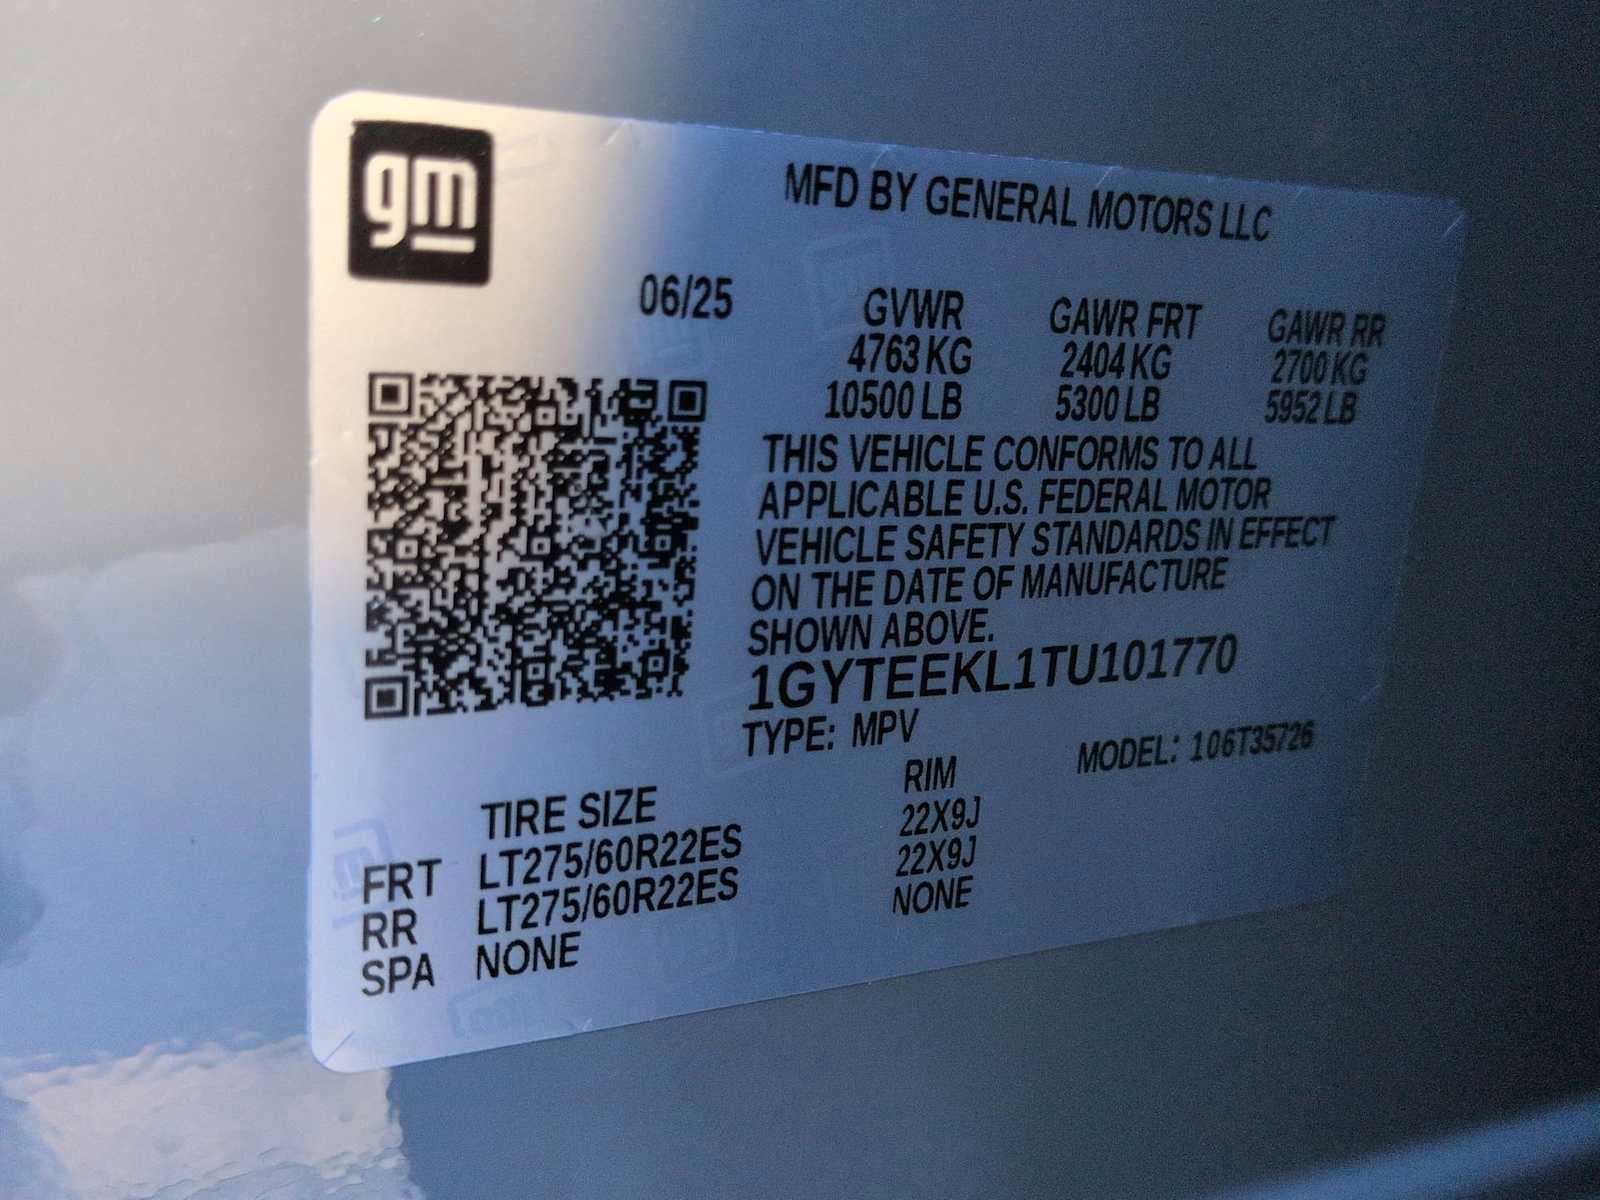 gm
MFD BY GENERAL MOTORS LLC
06/25
GVWR GAWR FRT GAWR RR
4763 KG 2404 KG 2700 KG
10500 LB 5300 LB 5952 LB
THIS VEHICLE CONFORMS TO ALL
APPLICABLE U.S. FEDERAL MOTOR
VEHICLE SAFETY STANDARDS IN EFFECT
ON THE DATE OF MANUFACTURE
SHOWN ABOVE.
1GYTEEKL1TU101770
TYPE: MPV MODEL: 106T35726
TIRE SIZE RIM
FRT LT275/60R22ES 22X9J
RR LT275/60R22ES 22X9J
SPA NONE NONE